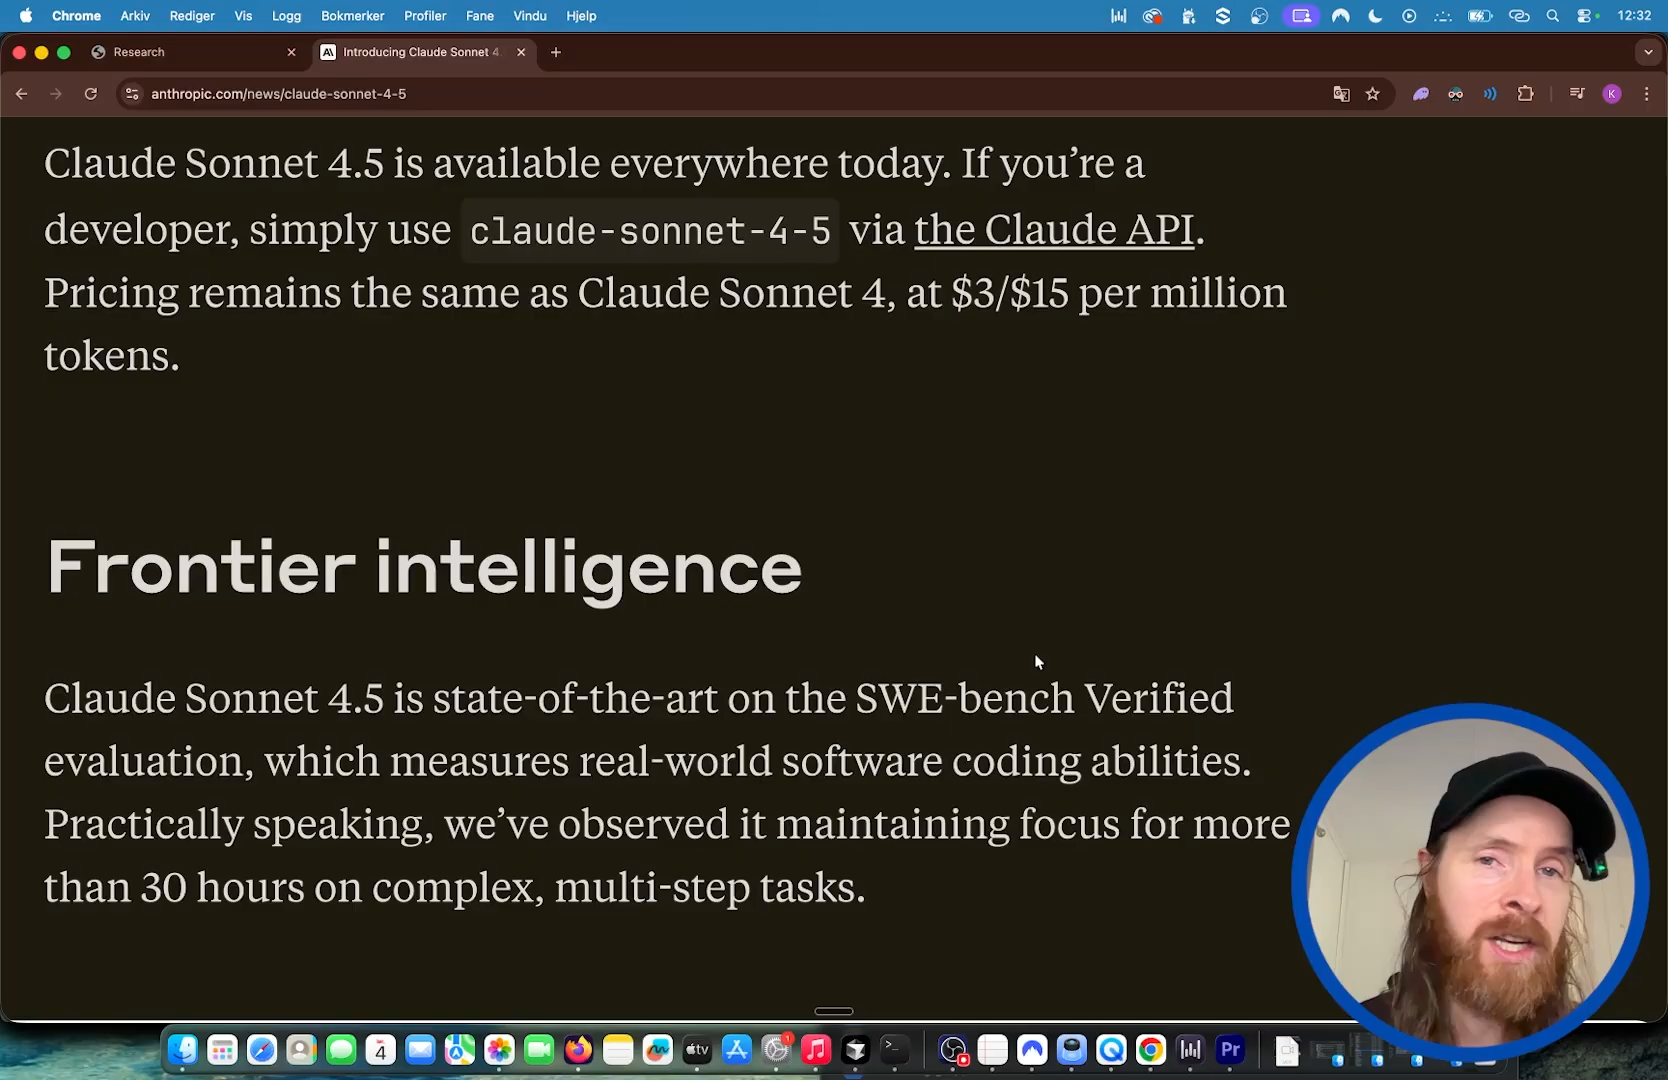 Chrome Arkiv Rediger Vis Logg Bokmerker Profiler Fane Vindu Hjelp 12:32
Research Introducing Claude Sonnet 4.
anthropic.com/news/claude-sonnet-4-5 K
Claude Sonnet 4.5 is available everywhere today. If you’re a
developer, simply use claude-sonnet-4-5 via the Claude API.
Pricing remains the same as Claude Sonnet 4, at $3/$15 per million
tokens.
Frontier intelligence
Claude Sonnet 4.5 is state-of-the-art on the SWE-bench Verified
evaluation, which measures real-world software coding abilities.
Practically speaking, we’ve observed it maintaining focus for more
than 30 hours on complex, multi-step tasks.
4 tv 1 Pr